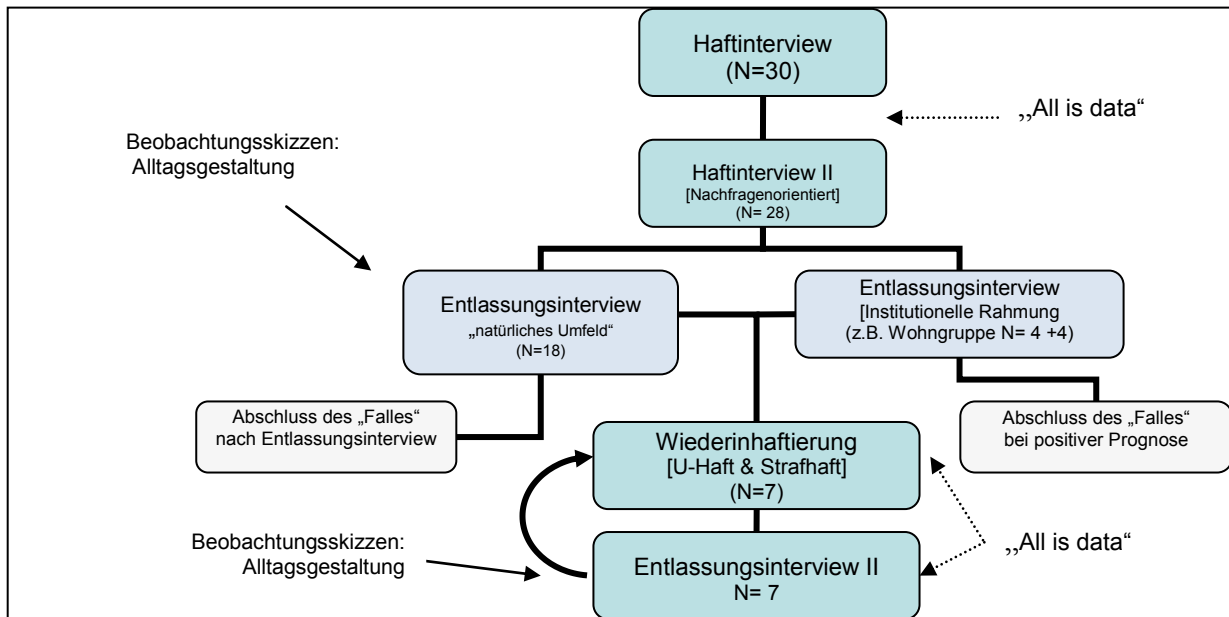 Haftinterview
(N=30)
„All is data“
Beobachtungsskizzen:
Alltagsgestaltung
Haftinterview II
[Nachfragenorientiert]
(N= 28)
Entlassungsinterview
„natürliches Umfeld“
(N=18)
Entlassungsinterview
[Institutionelle Rahmung
(z.B. Wohngruppe N= 4 +4)
Abschluss des „Falles“
nach Entlassungsinterview
Abschluss des „Falles“
bei positiver Prognose
Wiederinhaftierung
[U-Haft & Strafhaft]
(N=7)
Beobachtungsskizzen:
Alltagsgestaltung
„All is data“
Entlassungsinterview II
N= 7